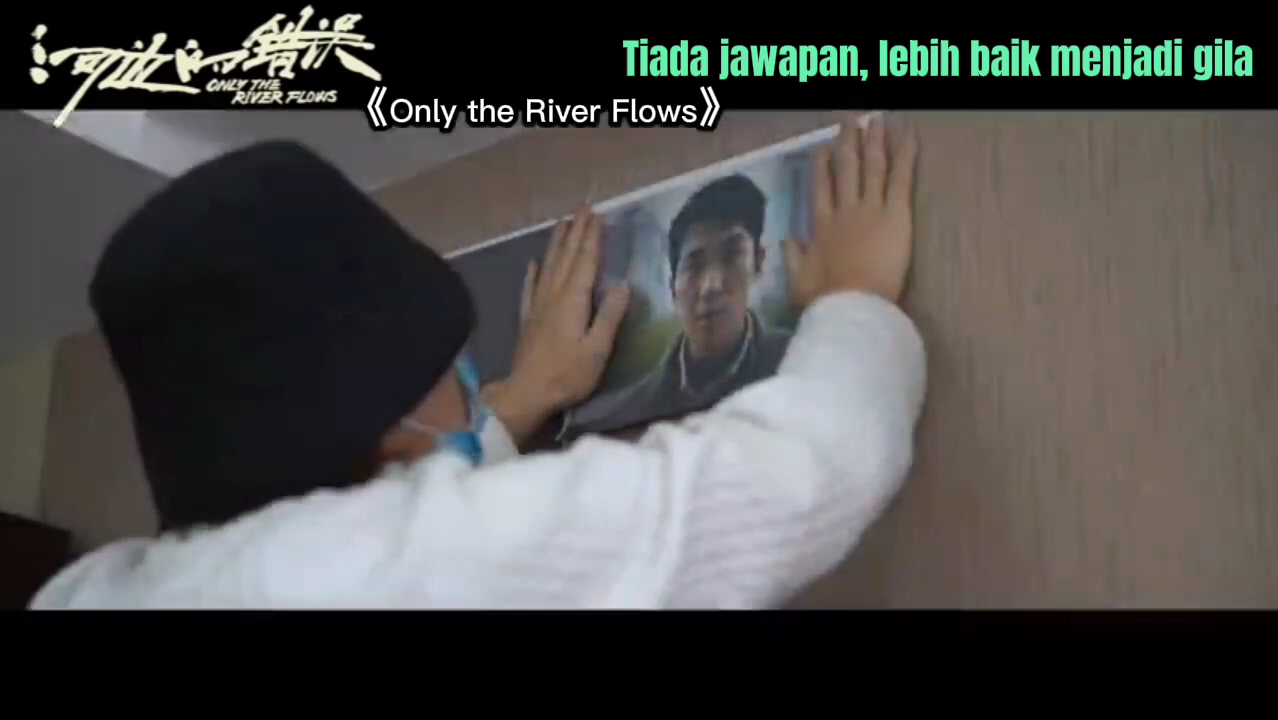 河边的错误
ONLY THE
RIVER FLOWS
Tiada jawapan, lebih baik menjadi gila
《Only the River Flows》